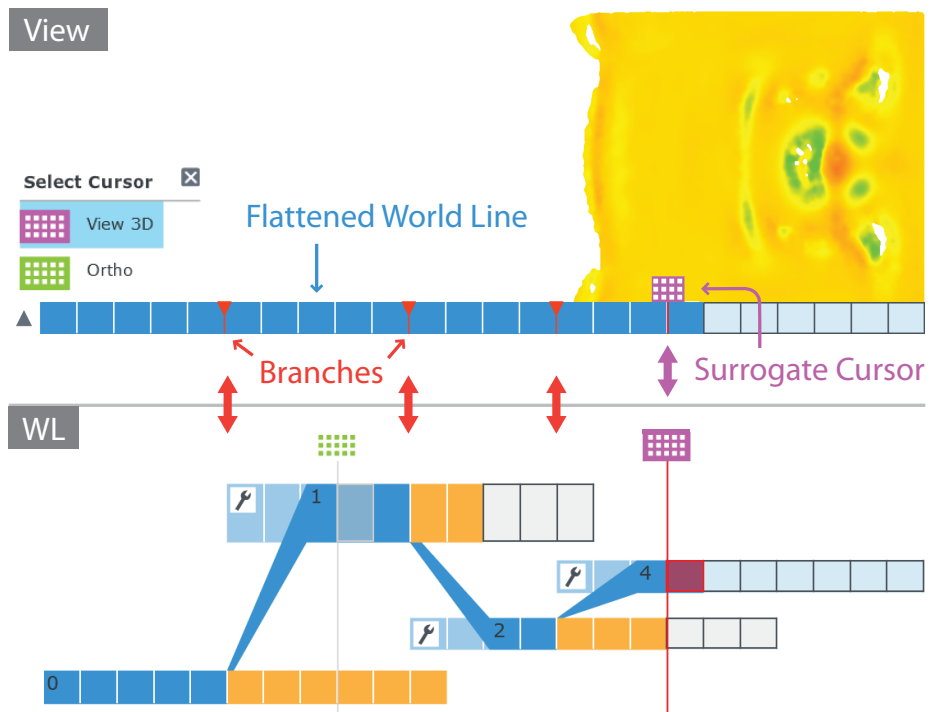 View
Select Cursor
View 3D
Ortho
Flattened World Line
Branches
Surrogate Cursor
WL
1
4
2
0